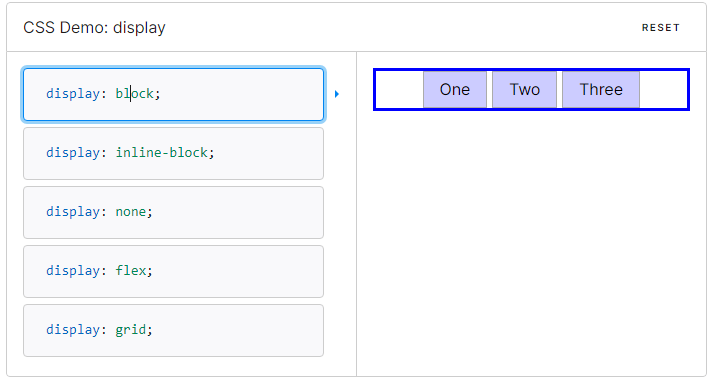 CSS Demo: display
RESET
display: block;
display: inline-block;
display: none;
display: flex;
display: grid;
One Two Three